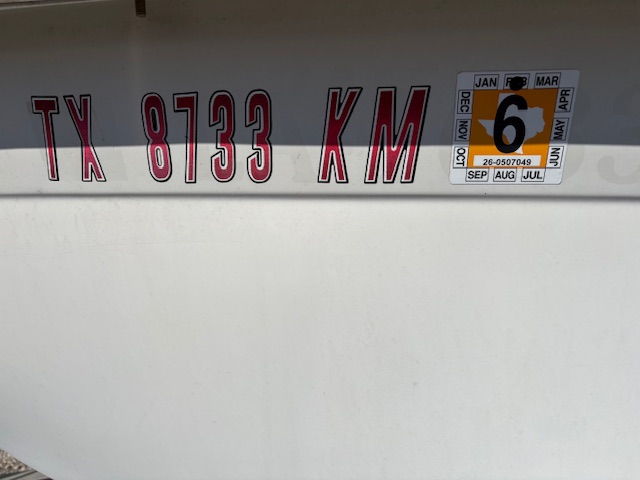 TX 8733 KM
JAN FEB MAR
DEC APR
6
NOV MAY
OCT JUN
26-0507049
SEP AUG JUL